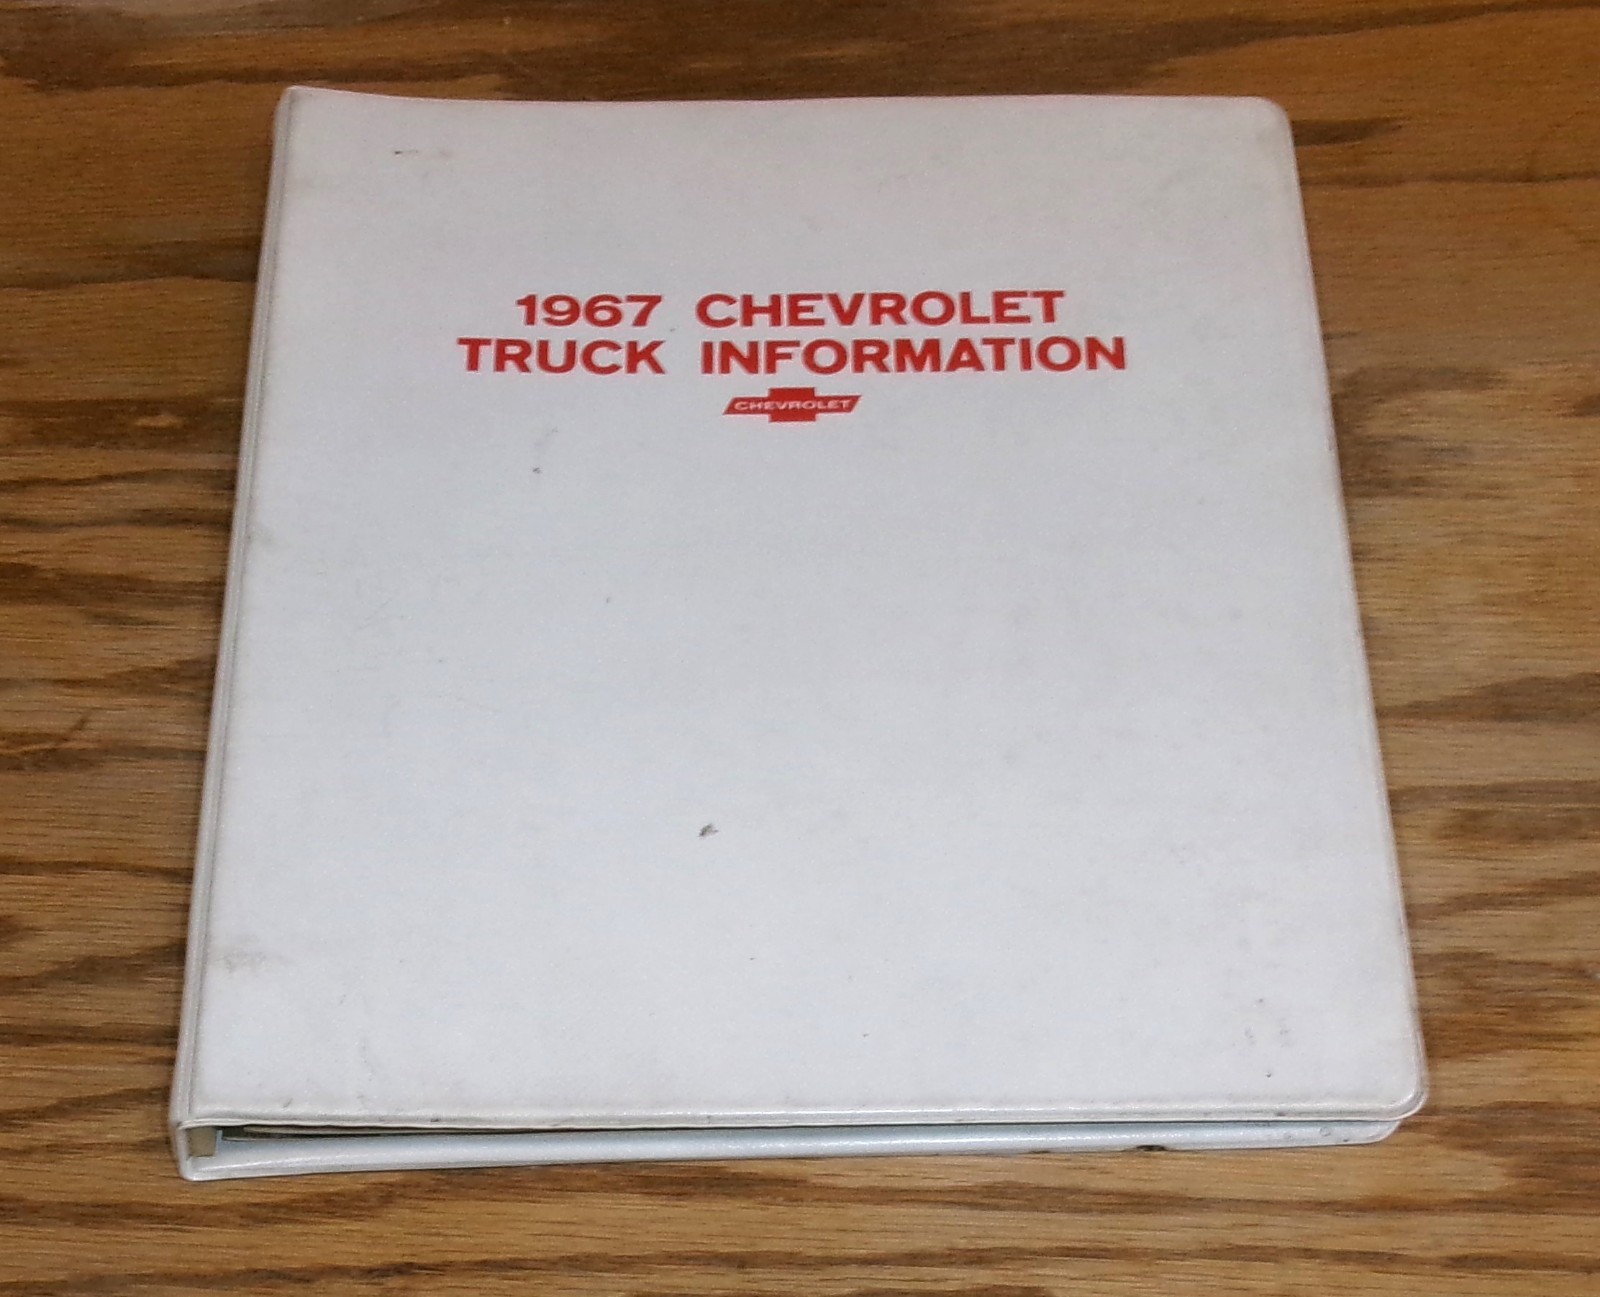 1967 CHEVROLET
TRUCK INFORMATION
CHEVROLET